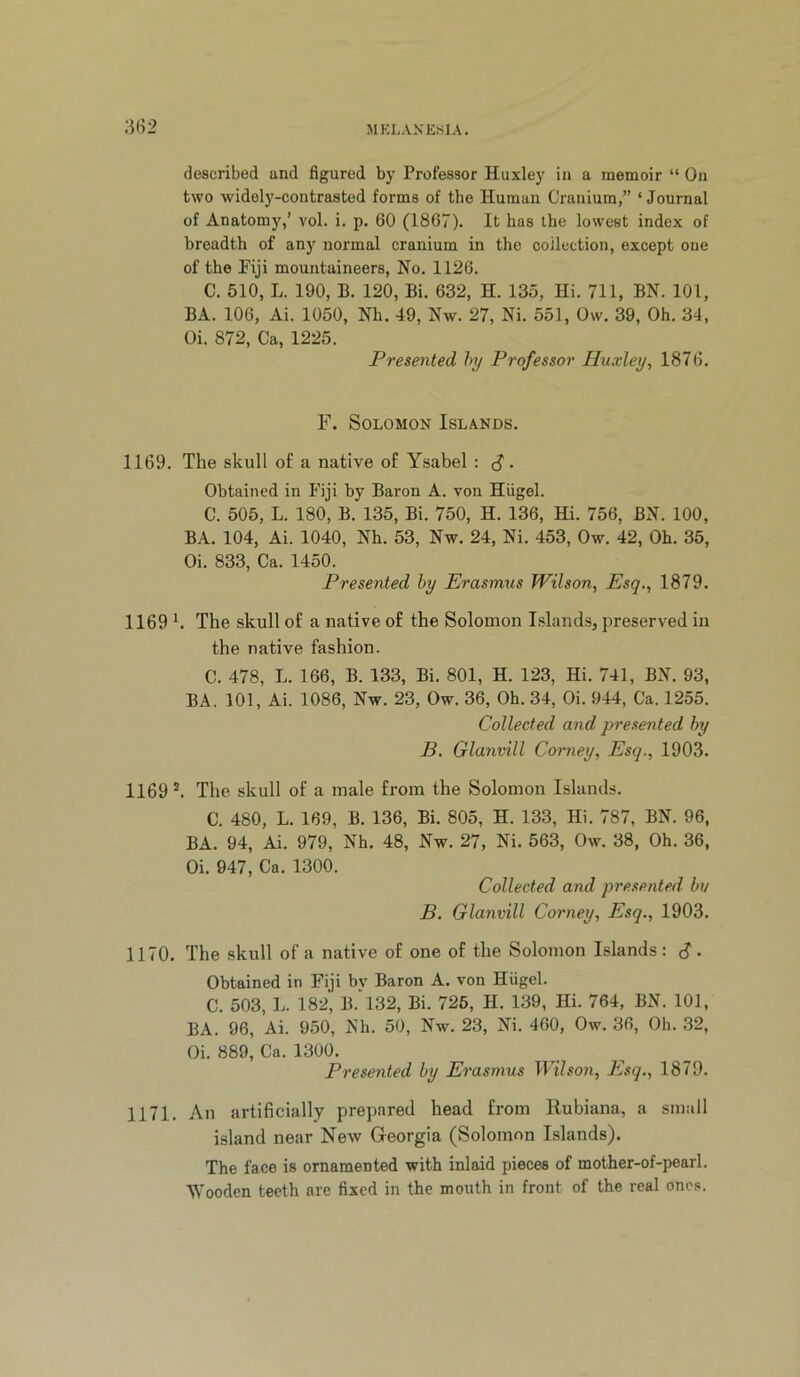 362 MELANESIA.
described and figured by Professor Huxley in a memoir “ On
two widely-contrasted forms of the Human Cranium,” ‘ Journal
of Anatomy,’ vol. i. p. 60 (1867). It has the lowest index of
breadth of any normal cranium in the collection, except one
of the Fiji mountaineers, No. 1126.
C. 510, L. 190, B. 120, Bi. 632, H. 135, Hi. 711, BN. 101,
BA. 106, Ai. 1050, Nh. 49, Nw. 27, Ni. 551, Ow. 39, Oh. 34,
Oi. 872, Ca, 1225.
Presented by Professor Huxley, 1876.
F. Solomon Islands.
1169. The skull of a native of Ysabel : ♂.
Obtained in Fiji by Baron A. von Hügel.
C. 505, L. 180, B. 135, Bi. 750, H. 136, Hi. 756, BN. 100,
BA. 104, Ai. 1040, Nh. 53, Nw. 24, Ni. 453, Ow. 42, Oh. 35,
Oi. 833, Ca. 1450.
Presented by Erasmus Wilson, Esq., 1879.
1169 ¹. The skull of a native of the Solomon Islands, preserved in
the native fashion.
C. 478, L. 166, B. 133, Bi. 801, H. 123, Hi. 741, BN. 93,
BA. 101, Ai. 1086, Nw. 23, Ow. 36, Oh. 34, Oi. 944, Ca. 1255.
Collected and presented by
B. Glanvill Corney, Esq., 1903.
1169 ². The skull of a male from the Solomon Islands.
C. 480, L. 169, B. 136, Bi. 805, H. 133, Hi. 787, BN. 96,
BA. 94, Ai. 979, Nh. 48, Nw. 27, Ni. 563, Ow. 38, Oh. 36,
Oi. 947, Ca. 1300.
Collected and presented by
B. Glanvill Corney, Esq., 1903.
1170. The skull of a native of one of the Solomon Islands : ♂.
Obtained in Fiji by Baron A. von Hügel.
C. 503, L. 182, B. 132, Bi. 725, H. 139, Hi. 764, BN. 101,
BA. 96, Ai. 950, Nh. 50, Nw. 23, Ni. 460, Ow. 36, Oh. 32,
Oi. 889, Ca. 1300.
Presented by Erasmus Wilson, Esq., 1879.
1171. An artificially prepared head from Rubiana, a small
island near New Georgia (Solomon Islands).
The face is ornamented with inlaid pieces of mother-of-pearl.
Wooden teeth are fixed in the mouth in front of the real ones.